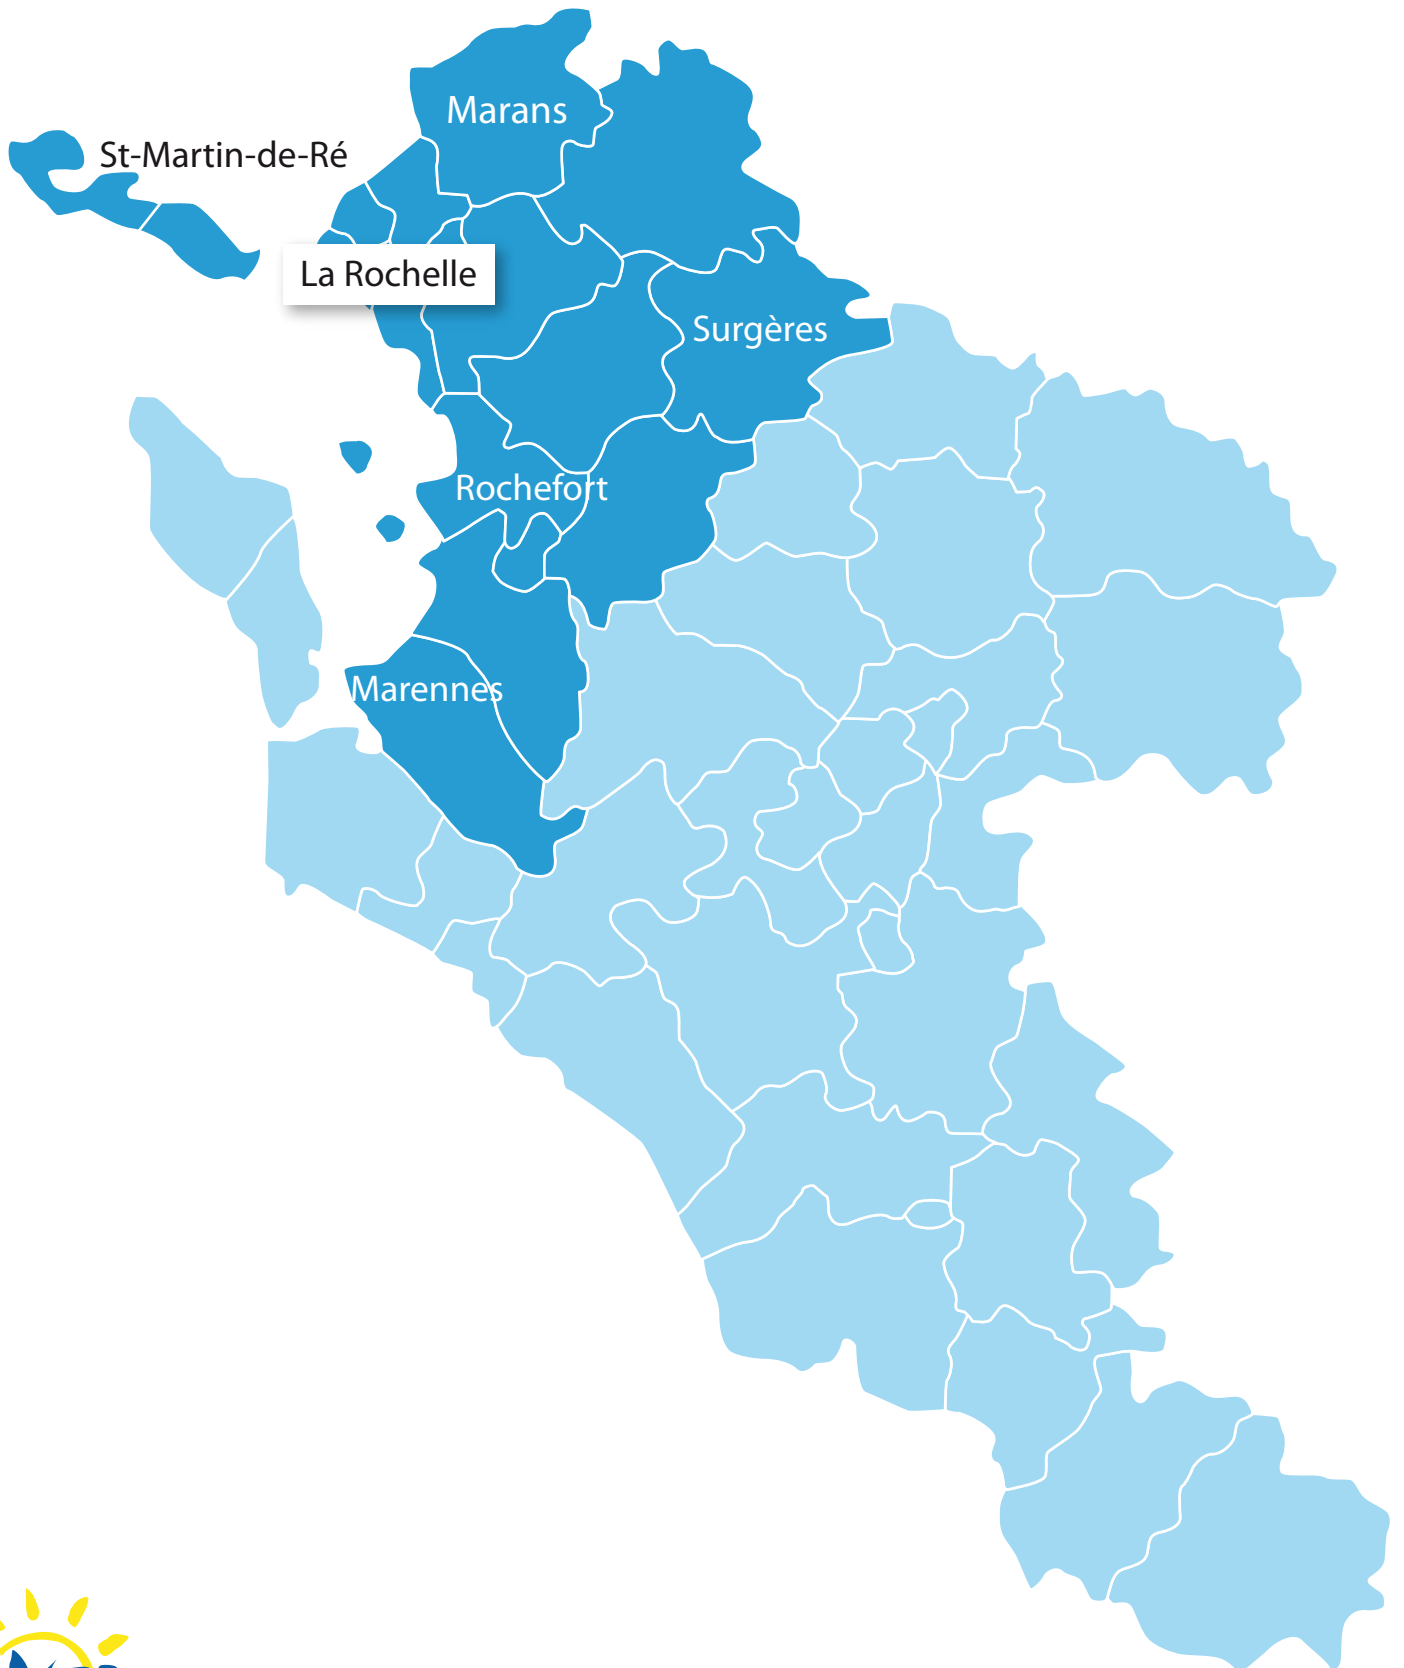 Marans
St-Martin-de-Ré
La Rochelle
Surgères
Rochefort
Marennes